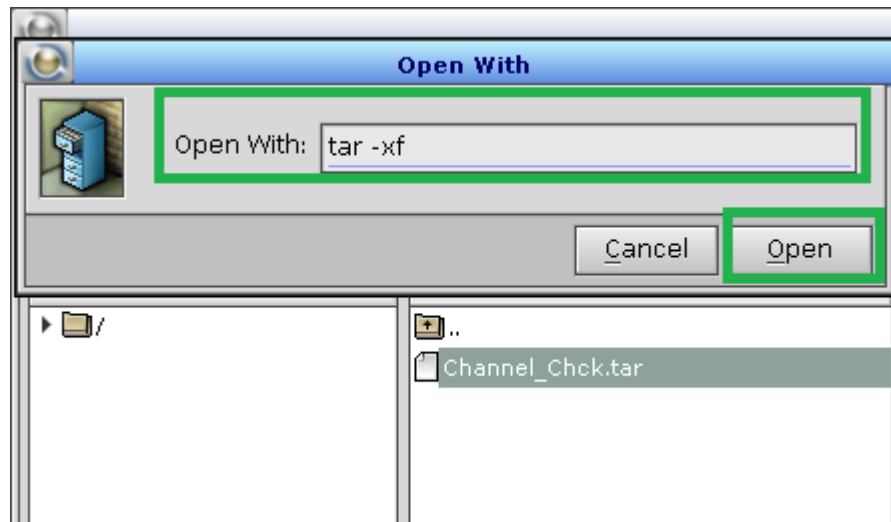 Open With
Open With: tar -xf
Cancel Open
/
..
Channel_Chck.tar